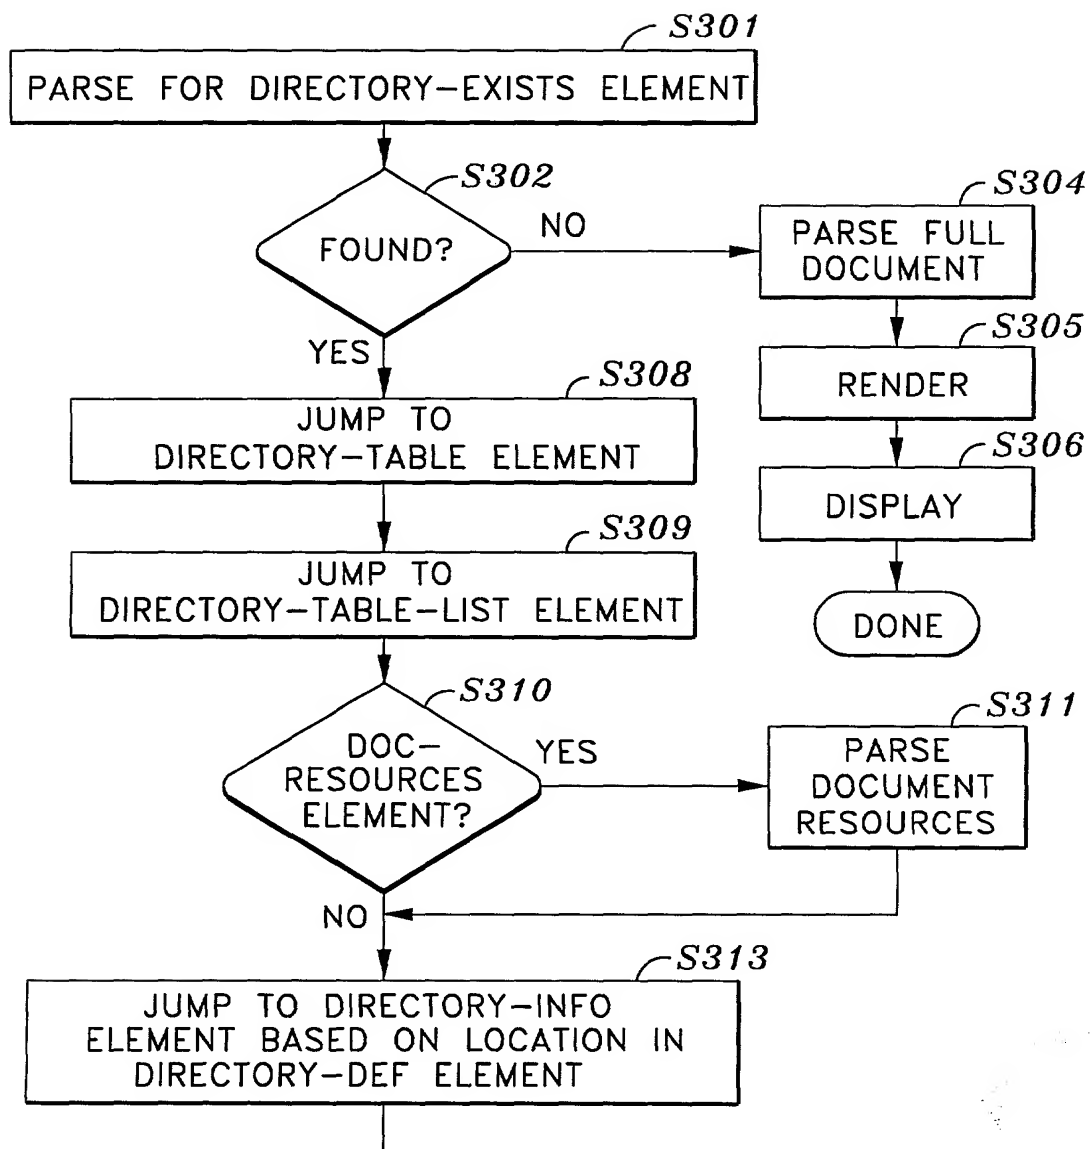 S301
PARSE FOR DIRECTORY-EXISTS ELEMENT
S302
FOUND?
NO
YES
S304
PARSE FULL
DOCUMENT
S305
RENDER
S306
DISPLAY
DONE
S308
JUMP TO
DIRECTORY-TABLE ELEMENT
S309
JUMP TO
DIRECTORY-TABLE-LIST ELEMENT
S310
DOC-
RESOURCES
ELEMENT?
YES
NO
S311
PARSE
DOCUMENT
RESOURCES
S313
JUMP TO DIRECTORY-INFO
ELEMENT BASED ON LOCATION IN
DIRECTORY-DEF ELEMENT